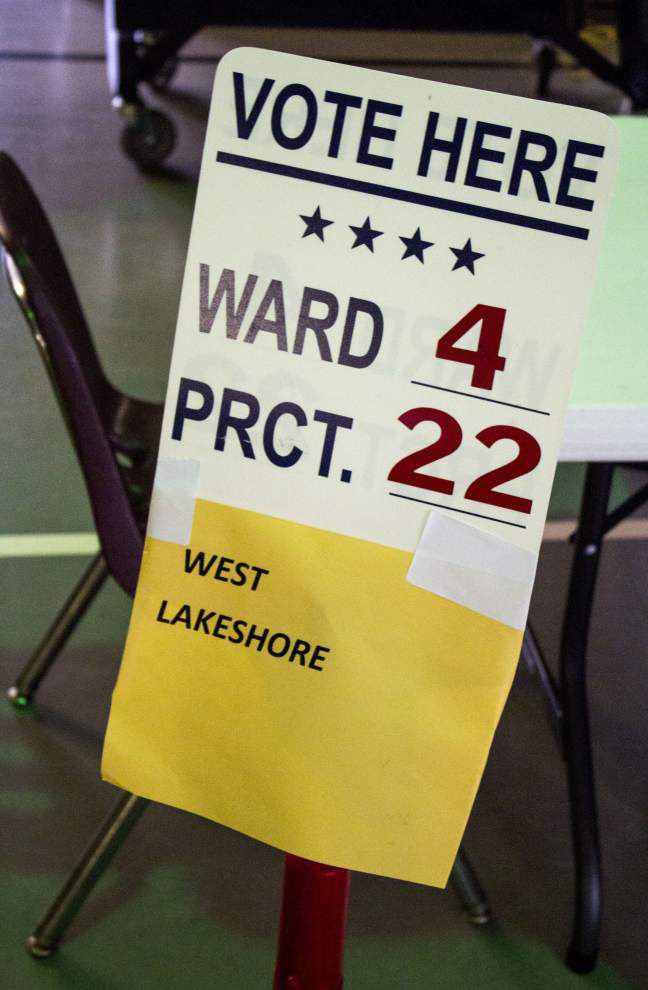 VOTE HERE
WARD 4
PRCT. 22
WEST
LAKESHORE